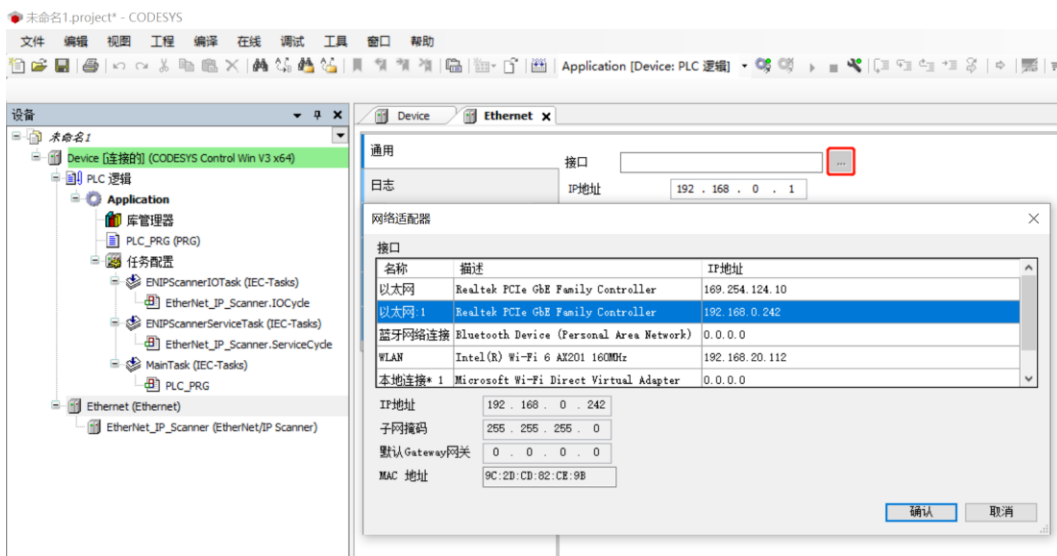 未命名1.project* - CODESYS
文件 编辑 视图 工程 编译 在线 调试 工具 窗口 帮助
Application [Device: PLC 逻辑]
设备
未命名1
Device [连接的] (CODESYS Control Win V3 x64)
PLC 逻辑
Application
库管理器
PLC_PRG (PRG)
任务配置
ENIPScannerIOTask (IEC-Tasks)
EtherNet_IP_Scanner.IOCycle
ENIPScannerServiceTask (IEC-Tasks)
EtherNet_IP_Scanner.ServiceCycle
MainTask (IEC-Tasks)
PLC_PRG
Ethernet (Ethernet)
EtherNet_IP_Scanner (EtherNet/IP Scanner)
Device Ethernet
通用
日志
接口 ...
IP地址 192 . 168 . 0 . 1
网络适配器
接口
名称 描述 IP地址
以太网 Realtek PCIe GbE Family Controller 169.254.124.10
以太网:1 Realtek PCIe GbE Family Controller 192.168.0.242
蓝牙网络连接 Bluetooth Device (Personal Area Network) 0.0.0.0
WLAN Intel(R) Wi-Fi 6 AX201 160MHz 192.168.20.112
本地连接* 1 Microsoft Wi-Fi Direct Virtual Adapter 0.0.0.0
IP地址 192 . 168 . 0 . 242
子网掩码 255 . 255 . 255 . 0
默认Gateway网关 0 . 0 . 0 . 0
MAC 地址 9C:2D:CD:82:CE:9B
确认 取消